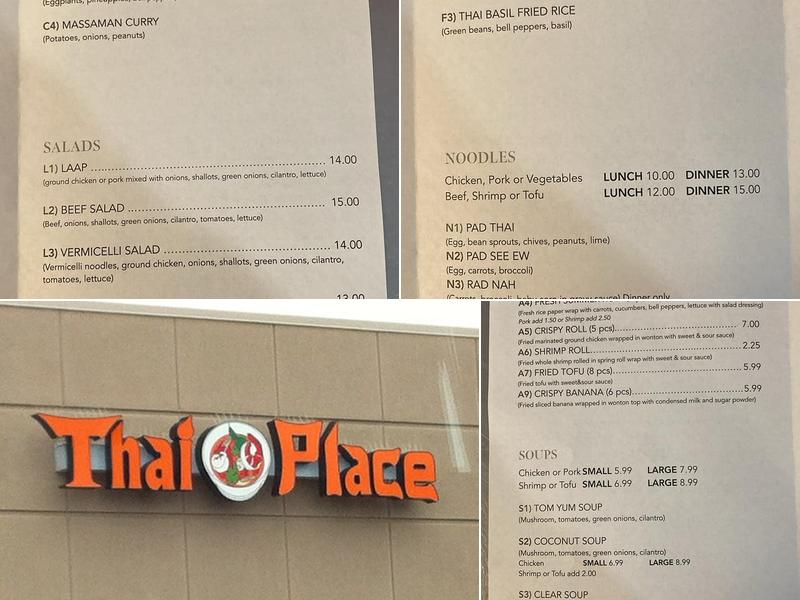 C4) MASSAMAN CURRY
(Potatoes, onions, peanuts)
SALADS
L1) LAAP 14.00
(ground chicken or pork mixed with onions, shallots, green onions, cilantro, lettuce)
L2) BEEF SALAD 15.00
(Beef, onions, shallots, green onions, cilantro, tomatoes, lettuce)
L3) VERMICELLI SALAD 14.00
(Vermicelli noodles, ground chicken, onions, shallots, green onions, cilantro,
tomatoes, lettuce)
F3) THAI BASIL FRIED RICE
(Green beans, bell peppers, basil)
NOODLES
Chicken, Pork or Vegetables LUNCH 10.00 DINNER 13.00
Beef, Shrimp or Tofu LUNCH 12.00 DINNER 15.00
N1) PAD THAI
(Egg, bean sprouts, chives, peanuts, lime)
N2) PAD SEE EW
(Egg, carrots, broccoli)
N3) RAD NAH
(Carrots, broccoli, baby corn in gravy sauce) Dinner only
Thai Place
A4) FRESH
(Fresh rice paper wrap with carrots, cucumbers, bell peppers, lettuce with salad dressing)
Pork add 1.50 or Shrimp add 2.50
A5) CRISPY ROLL (5 pcs) 7.00
(Fried marinated ground chicken wrapped in wonton with sweet & sour sauce)
A6) SHRIMP ROLL 2.25
(Fried whole shrimp rolled in spring roll wrap with sweet & sour sauce)
A7) FRIED TOFU (8 pcs) 5.99
(Fried tofu with sweet&sour sauce)
A9) CRISPY BANANA (6 pcs) 5.99
(Fried sliced banana wrapped in wonton top with condensed milk and sugar powder)
SOUPS
Chicken or Pork SMALL 5.99 LARGE 7.99
Shrimp or Tofu SMALL 6.99 LARGE 8.99
S1) TOM YUM SOUP
(Mushroom, tomatoes, green onions, cilantro)
S2) COCONUT SOUP
(Mushroom, tomatoes, green onions, cilantro)
Chicken SMALL 6.99 LARGE 8.99
Shrimp or Tofu add 2.00
S3) CLEAR SOUP